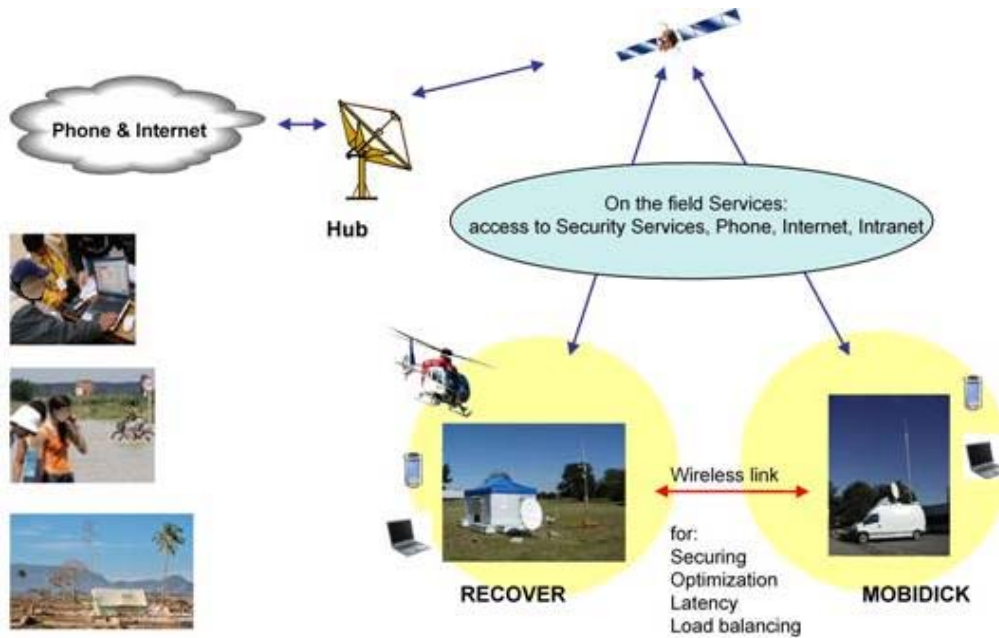 Phone & Internet
Hub
On the field Services:
access to Security Services, Phone, Internet, Intranet
Wireless link
for:
Securing
Optimization
Latency
Load balancing
RECOVER
MOBIDICK